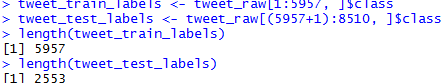 > tweet_train_labels <- tweet_raw[1:5957, ]$class
> tweet_test_labels <- tweet_raw[(5957+1):8510, ]$class
> length(tweet_train_labels)
[1] 5957
> length(tweet_test_labels)
[1] 2553